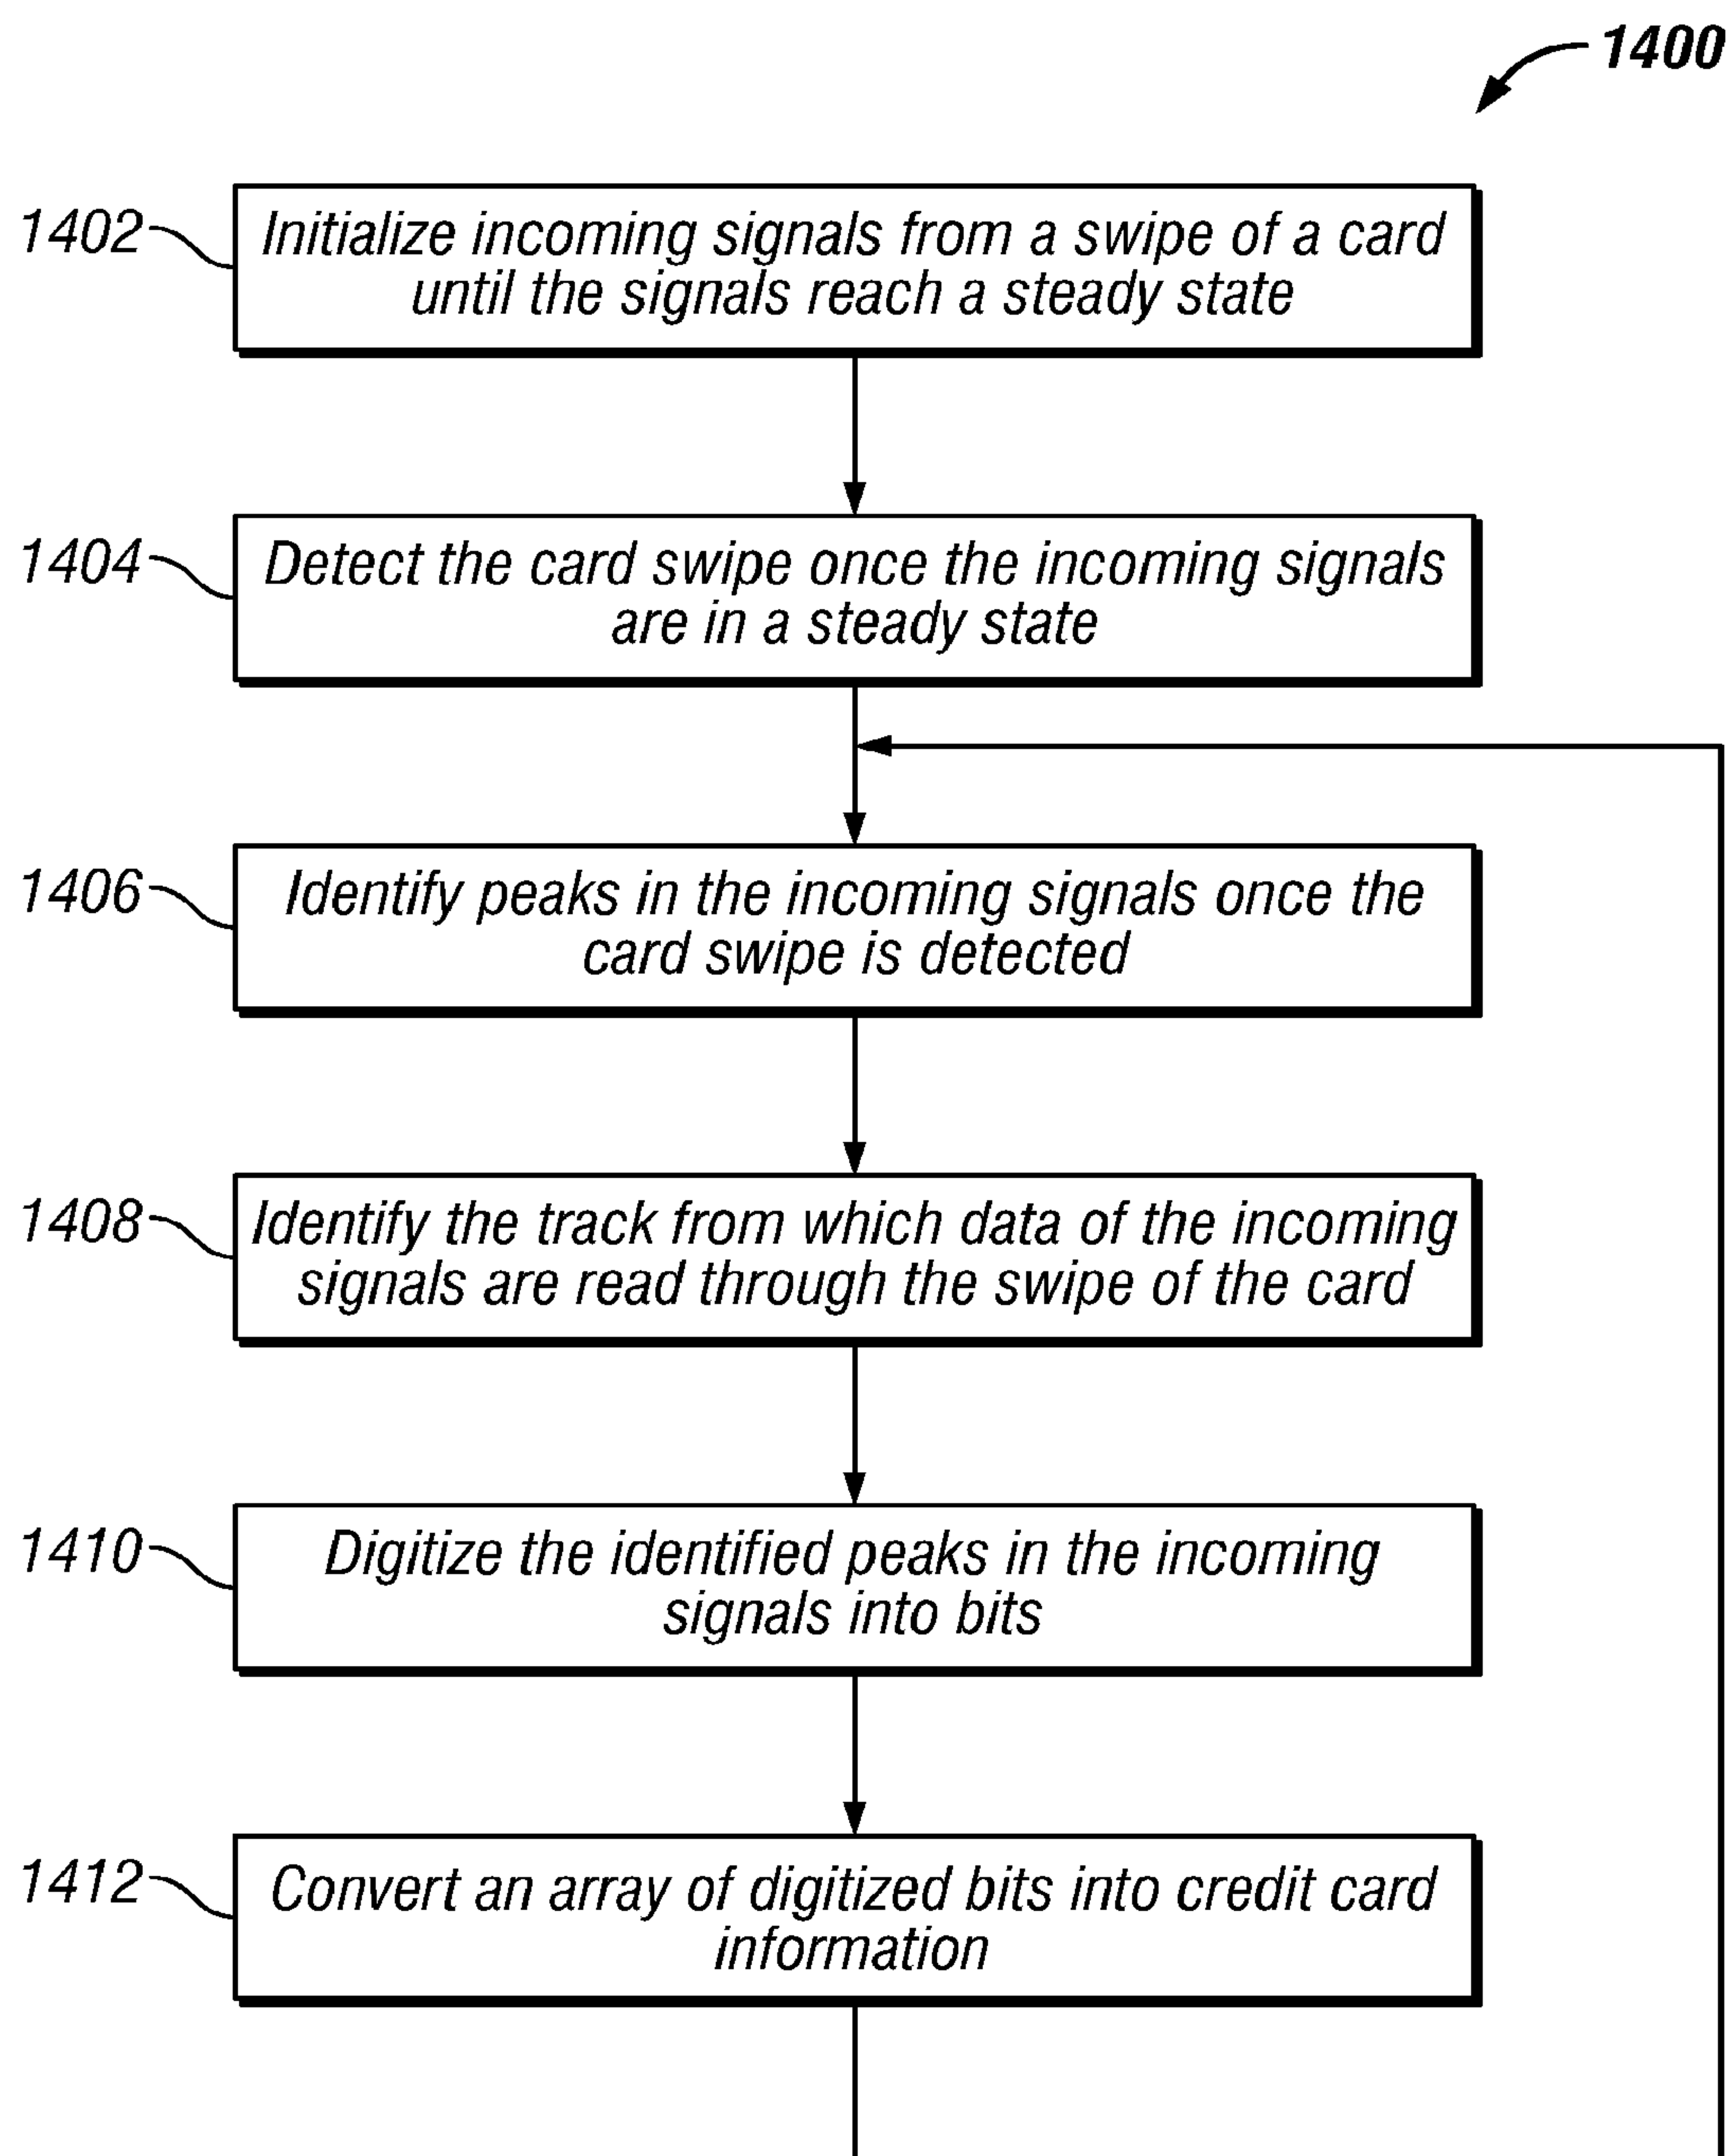 1400
1402
Initialize incoming signals from a swipe of a card
until the signals reach a steady state
1404
Detect the card swipe once the incoming signals
are in a steady state
1406
Identify peaks in the incoming signals once the
card swipe is detected
1408
Identify the track from which data of the incoming
signals are read through the swipe of the card
1410
Digitize the identified peaks in the incoming
signals into bits
1412
Convert an array of digitized bits into credit card
information